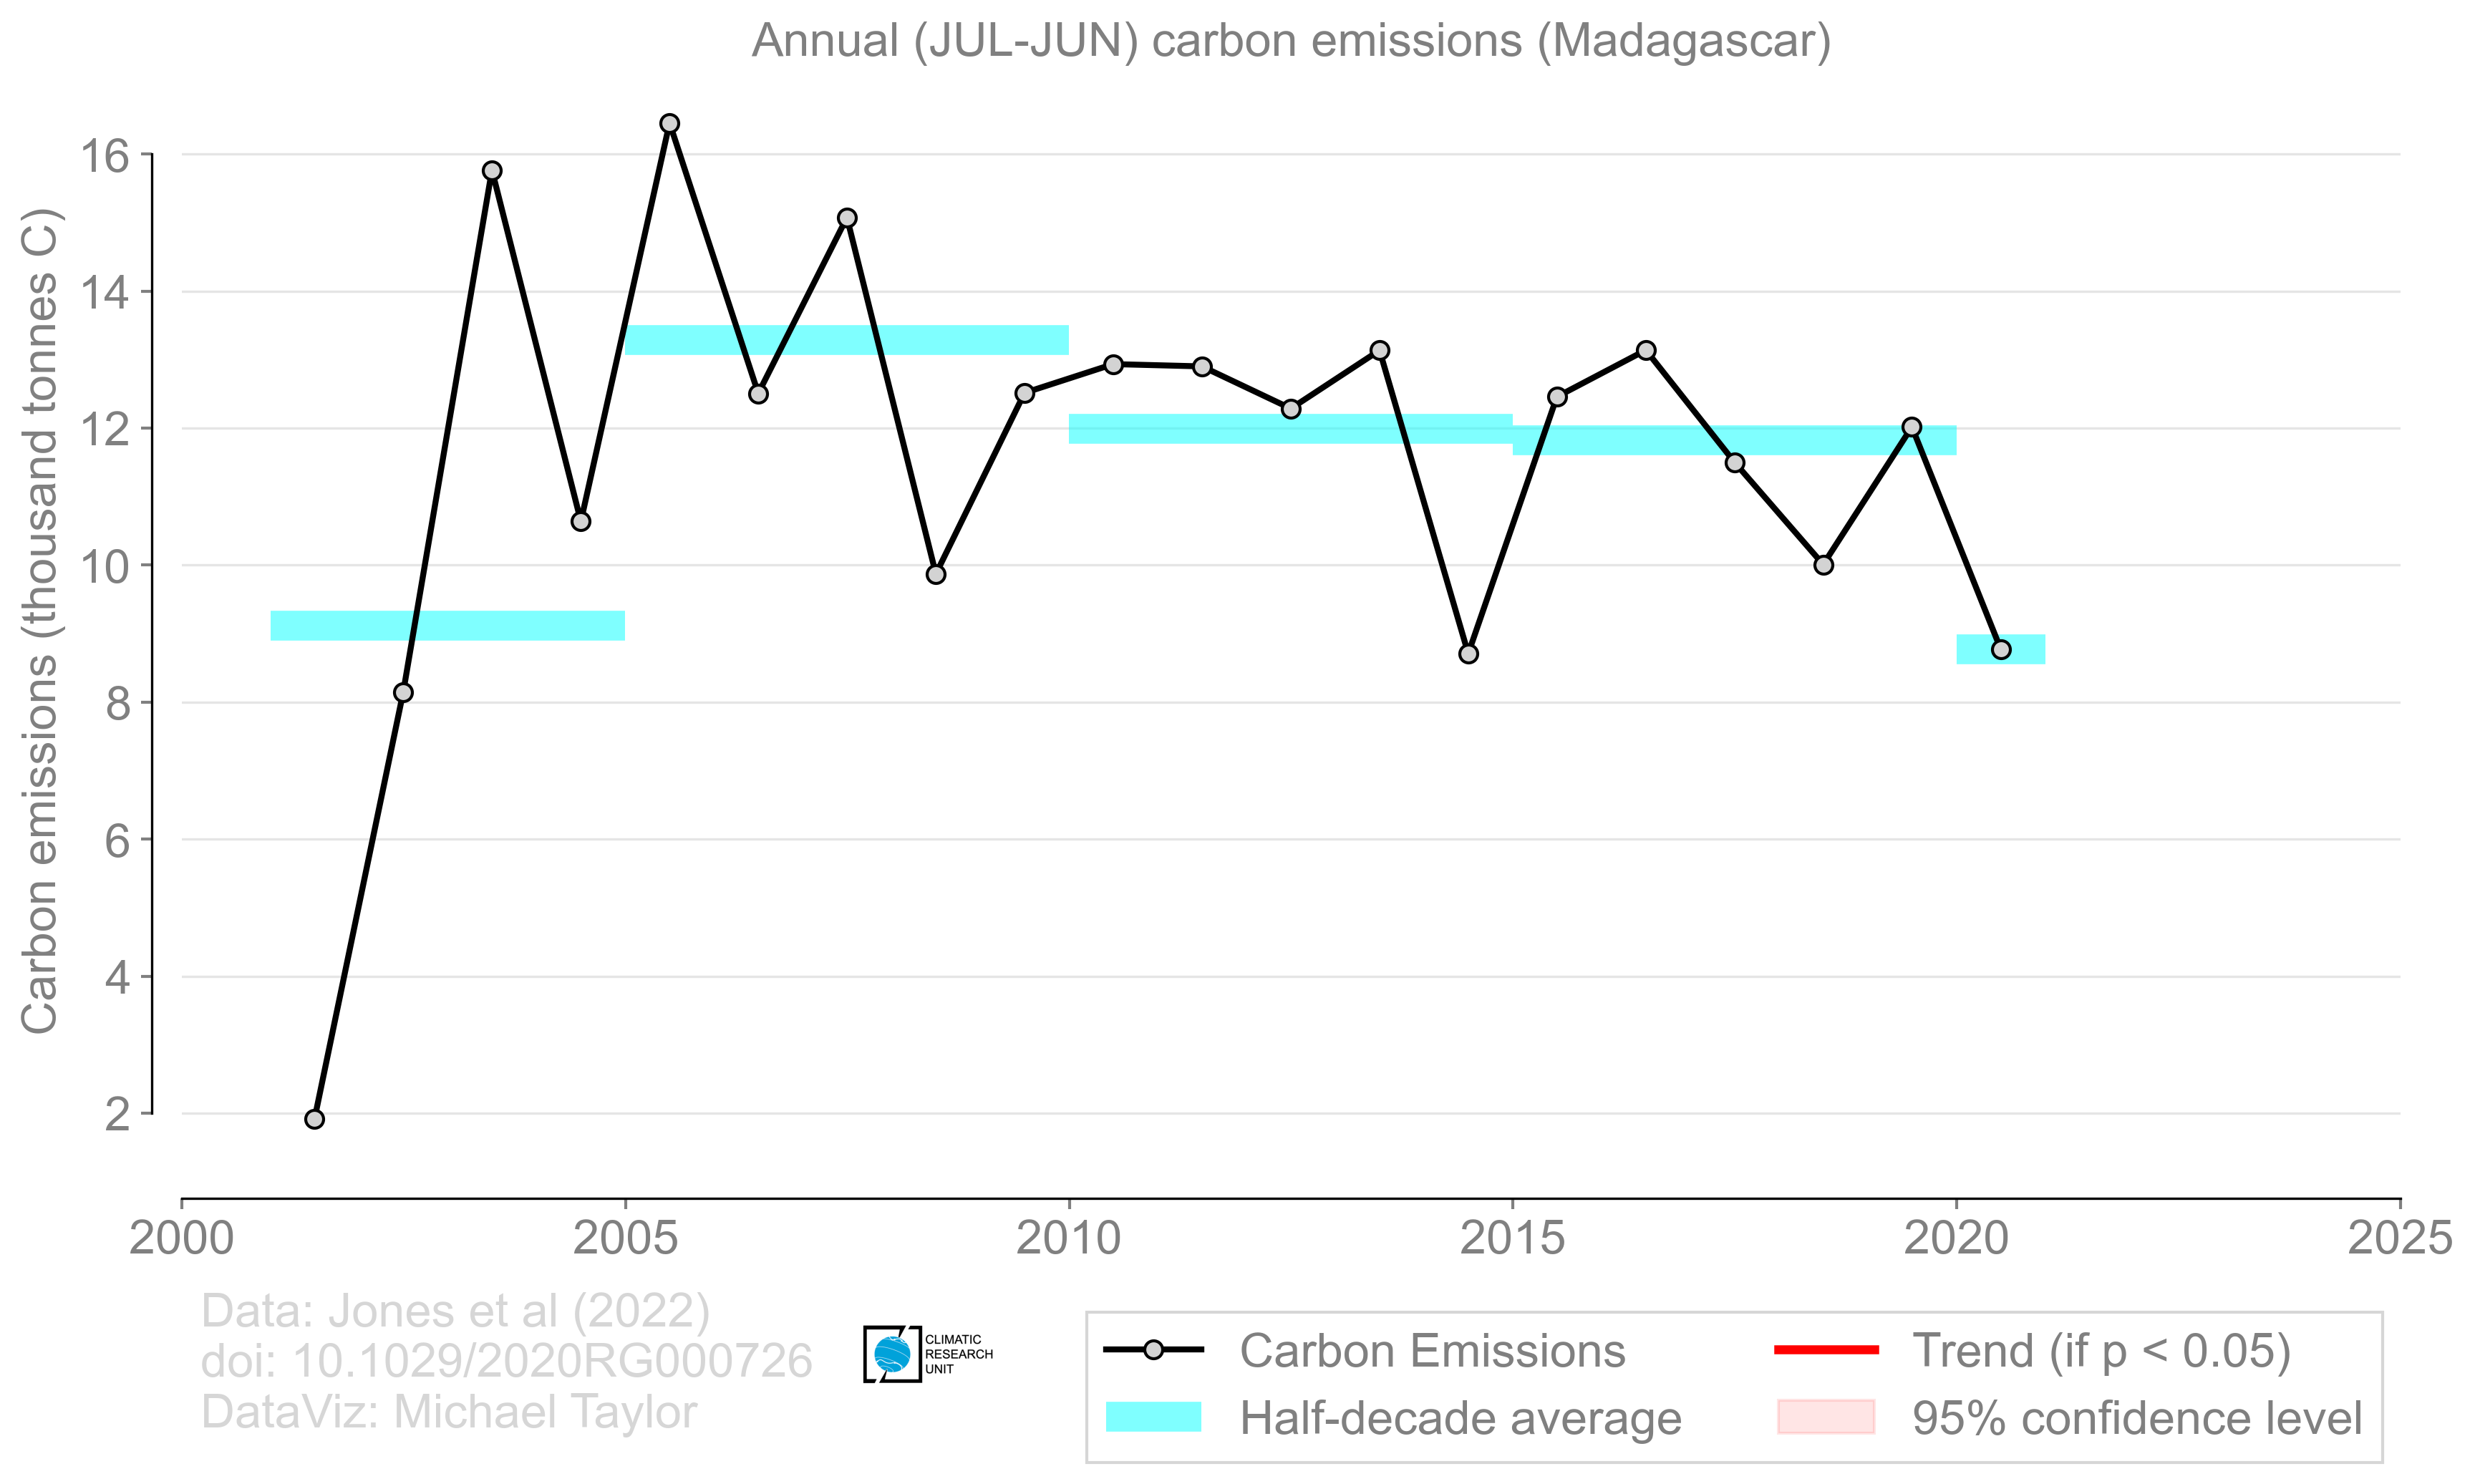 Annual (JUL-JUN) carbon emissions (Madagascar)
Carbon emissions (thousand tonnes C)
16
14
12
10
8
6
4
2
2000 2005 2010 2015 2020 2025
Data: Jones et al (2022)
doi: 10.1029/2020RG000726
DataViz: Michael Taylor
CLIMATIC
RESEARCH
UNIT
Carbon Emissions
Half-decade average
Trend (if p < 0.05)
95% confidence level